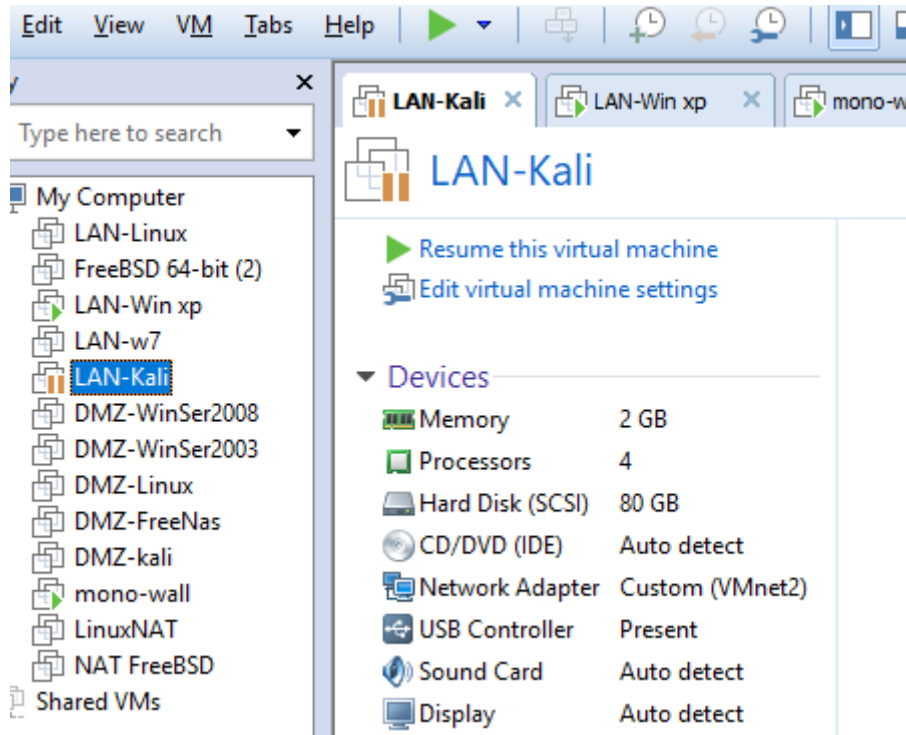 Edit View VM Tabs Help
Type here to search
My Computer
LAN-Linux
FreeBSD 64-bit (2)
LAN-Win xp
LAN-w7
LAN-Kali
DMZ-WinSer2008
DMZ-WinSer2003
DMZ-Linux
DMZ-FreeNas
DMZ-kali
mono-wall
LinuxNAT
NAT FreeBSD
Shared VMs
LAN-Kali LAN-Win xp mono-w
LAN-Kali
Resume this virtual machine
Edit virtual machine settings
Devices
Memory 2 GB
Processors 4
Hard Disk (SCSI) 80 GB
CD/DVD (IDE) Auto detect
Network Adapter Custom (VMnet2)
USB Controller Present
Sound Card Auto detect
Display Auto detect